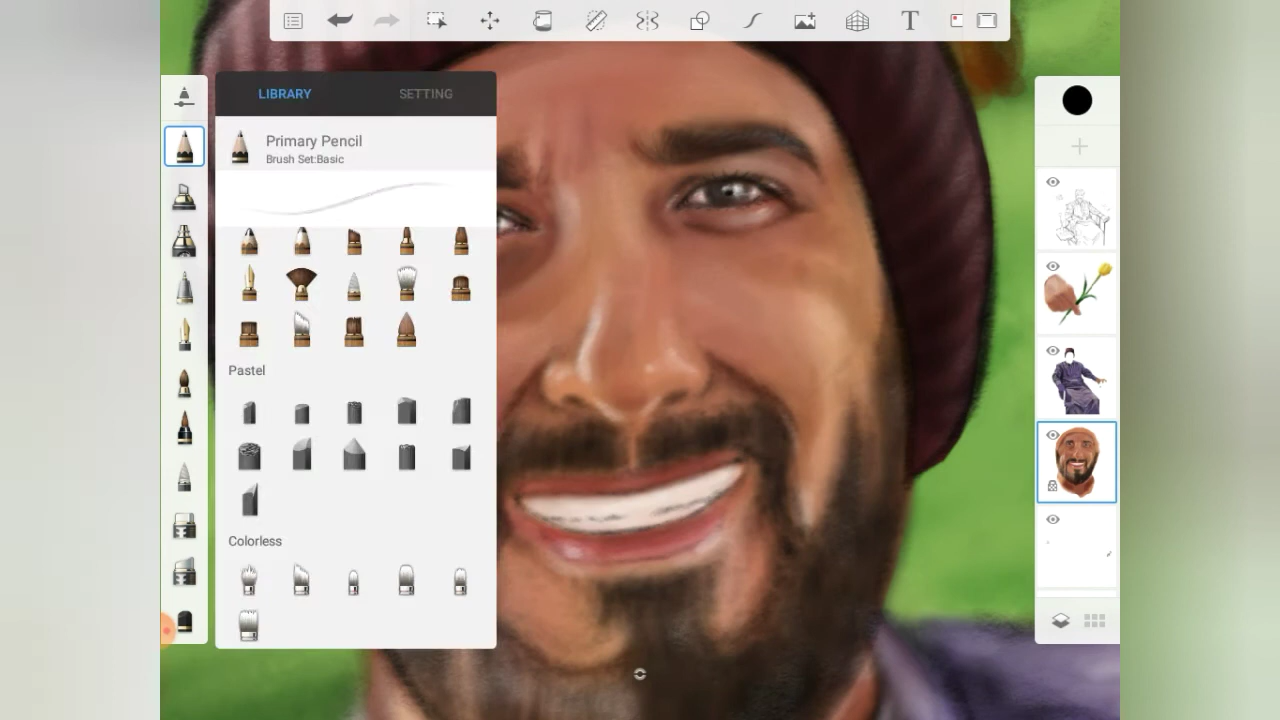 LIBRARY
SETTING
Primary Pencil
Brush Set:Basic
Pastel
Colorless